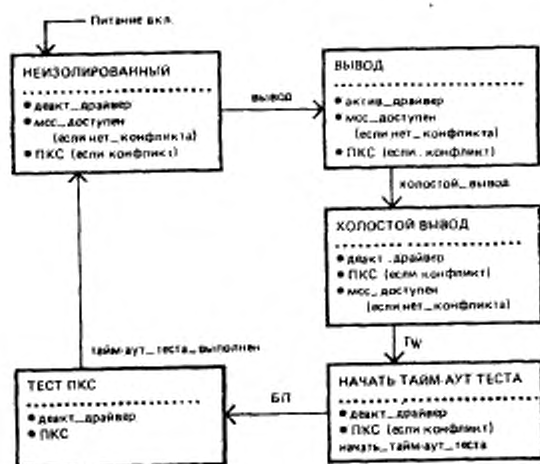 Питание вкл.
НЕИЗОЛИРОВАННЫЙ
● деакт_драйвер
● мсс_доступен
(если нет_конфликта)
● ПКС (если конфликт)
вывод
ВЫВОД
● актив_драйвер
● мсс_доступен
(если нет_конфликта)
● ПКС (если конфликт)
холостой_вывод
ХОЛОСТОЙ ВЫВОД
● деакт_драйвер
● ПКС (если конфликт)
● мсс_доступен
(если нет_конфликта)
TW
НАЧАТЬ ТАЙМ-АУТ ТЕСТА
● деакт_драйвер
● ПКС (если конфликт)
начать_тайм-аут_теста
БП
ТЕСТ ПКС
● деакт_драйвер
● ПКС
тайм-аут_теста_выполнен